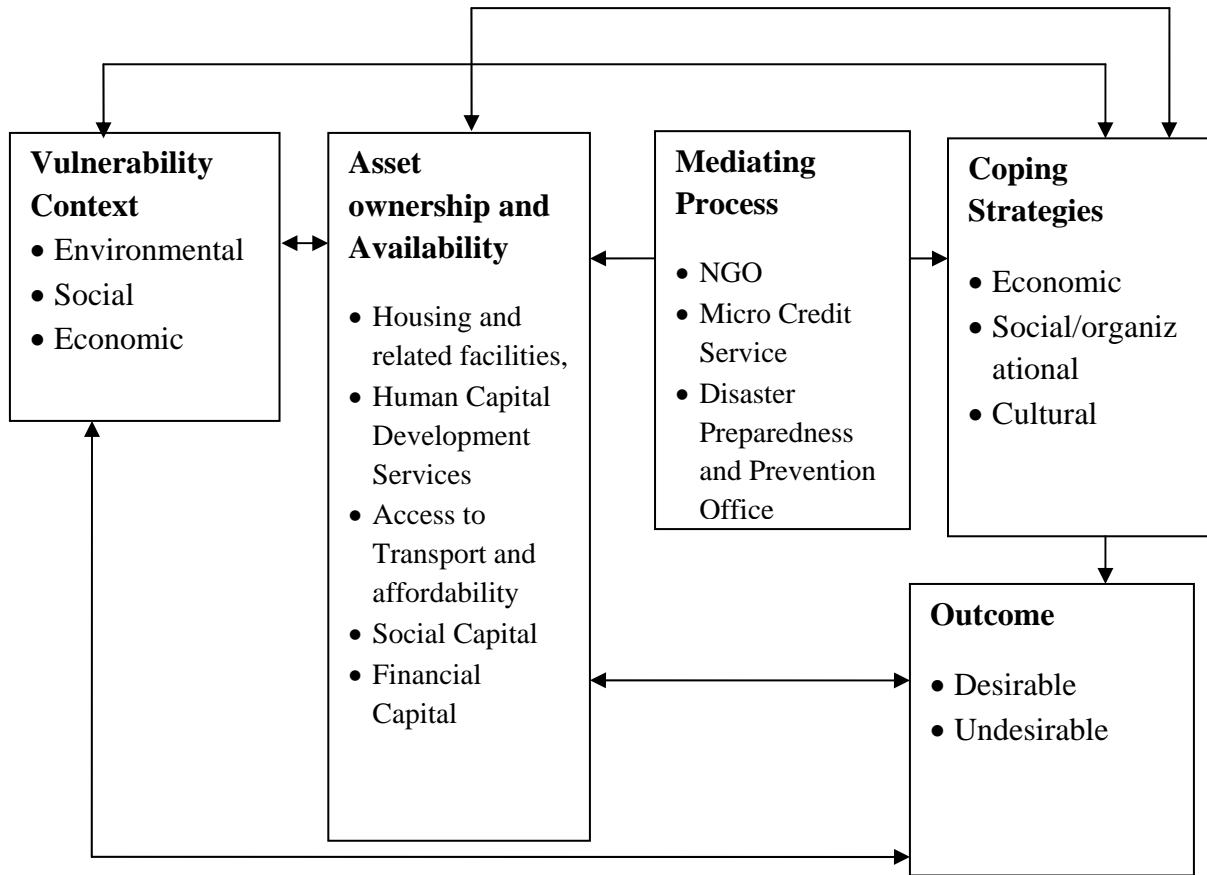 Vulnerability
Context
• Environmental
• Social
• Economic
Asset
ownership and
Availability
• Housing and
related facilities,
• Human Capital
Development
Services
• Access to
Transport and
affordability
• Social Capital
• Financial
Capital
Mediating
Process
• NGO
• Micro Credit
Service
• Disaster
Preparedness
and Prevention
Office
Coping
Strategies
• Economic
• Social/organiz
ational
• Cultural
Outcome
• Desirable
• Undesirable